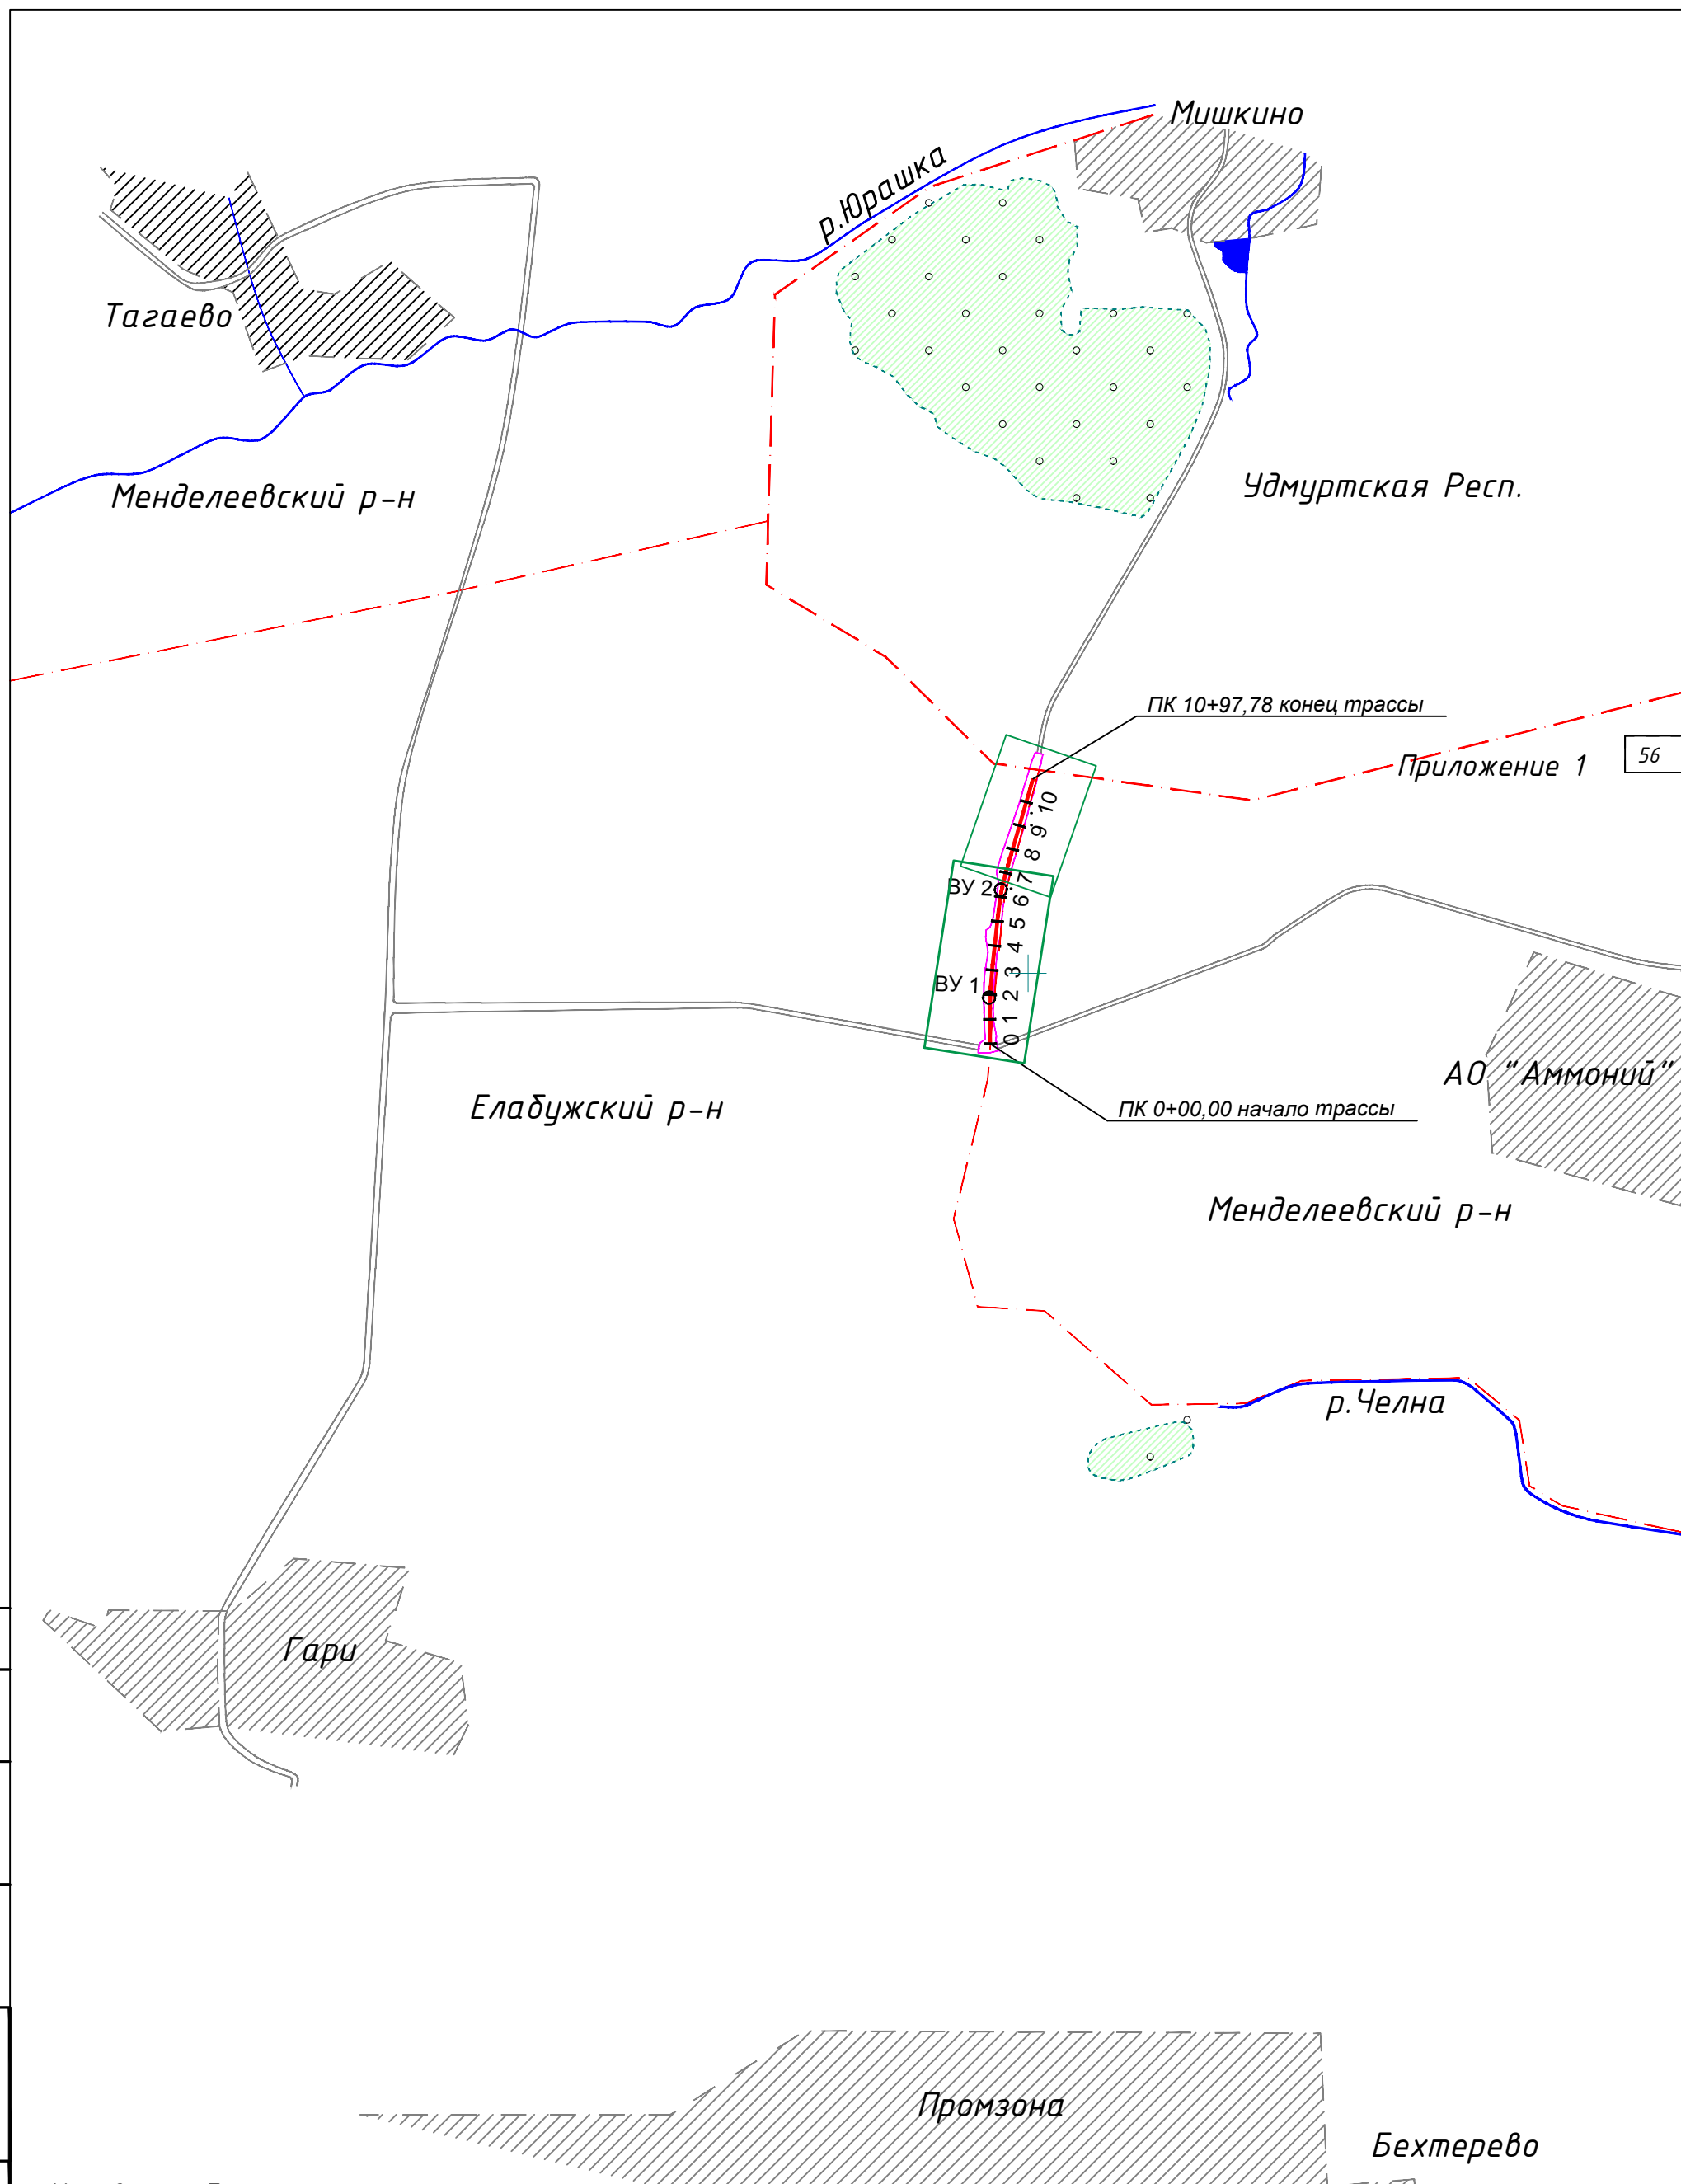 Мишкино
р.Юрашка
Тагаево
Менделеевский р-н
Удмуртская Респ.
ПК 10+97,78 конец трассы
Приложение 1
56
10
9
8
7
ВУ 2
6
5
4
3
ВУ 1
2
1
0
АО "Аммоний"
Елабужский р-н
ПК 0+00,00 начало трассы
Менделеевский р-н
р.Челна
Гари
Промзона
Бехтерево